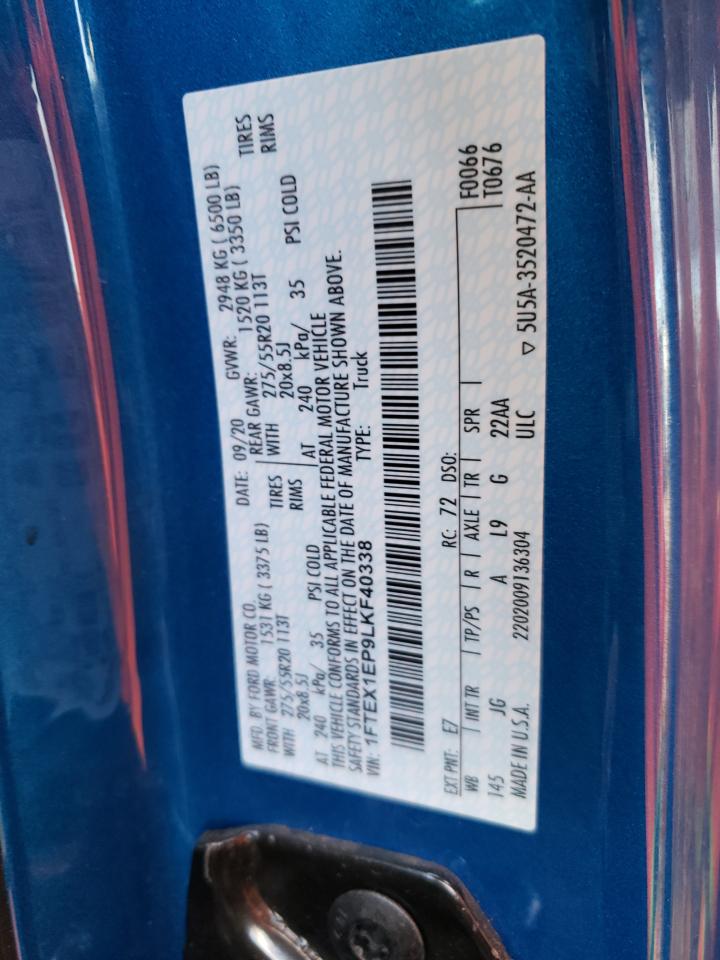 MFD. BY FORD MOTOR CO. DATE: 09/20 GVWR: 2948 KG ( 6500 LB)
FRONT GAWR: 1531 KG ( 3375 LB) REAR GAWR: 1520 KG ( 3350 LB)
WITH 275/55R20 113T TIRES WITH 275/55R20 113T TIRES
20x8.5J RIMS 20x8.5J RIMS
AT 240 kPa/ 35 PSI COLD AT 240 kPa/ 35 PSI COLD
THIS VEHICLE CONFORMS TO ALL APPLICABLE FEDERAL MOTOR VEHICLE
SAFETY STANDARDS IN EFFECT ON THE DATE OF MANUFACTURE SHOWN ABOVE.
VIN: 1FTEX1EP9LKF40338 TYPE: Truck
EXT PNT: E7 RC: 72 DSO: F0066
WB INT TR TP/PS R AXLE TR SPR T0676
145 JG A L9 G 22AA
MADE IN U.S.A. 2202009136304 ULC ▽ 5U5A-3520472-AA